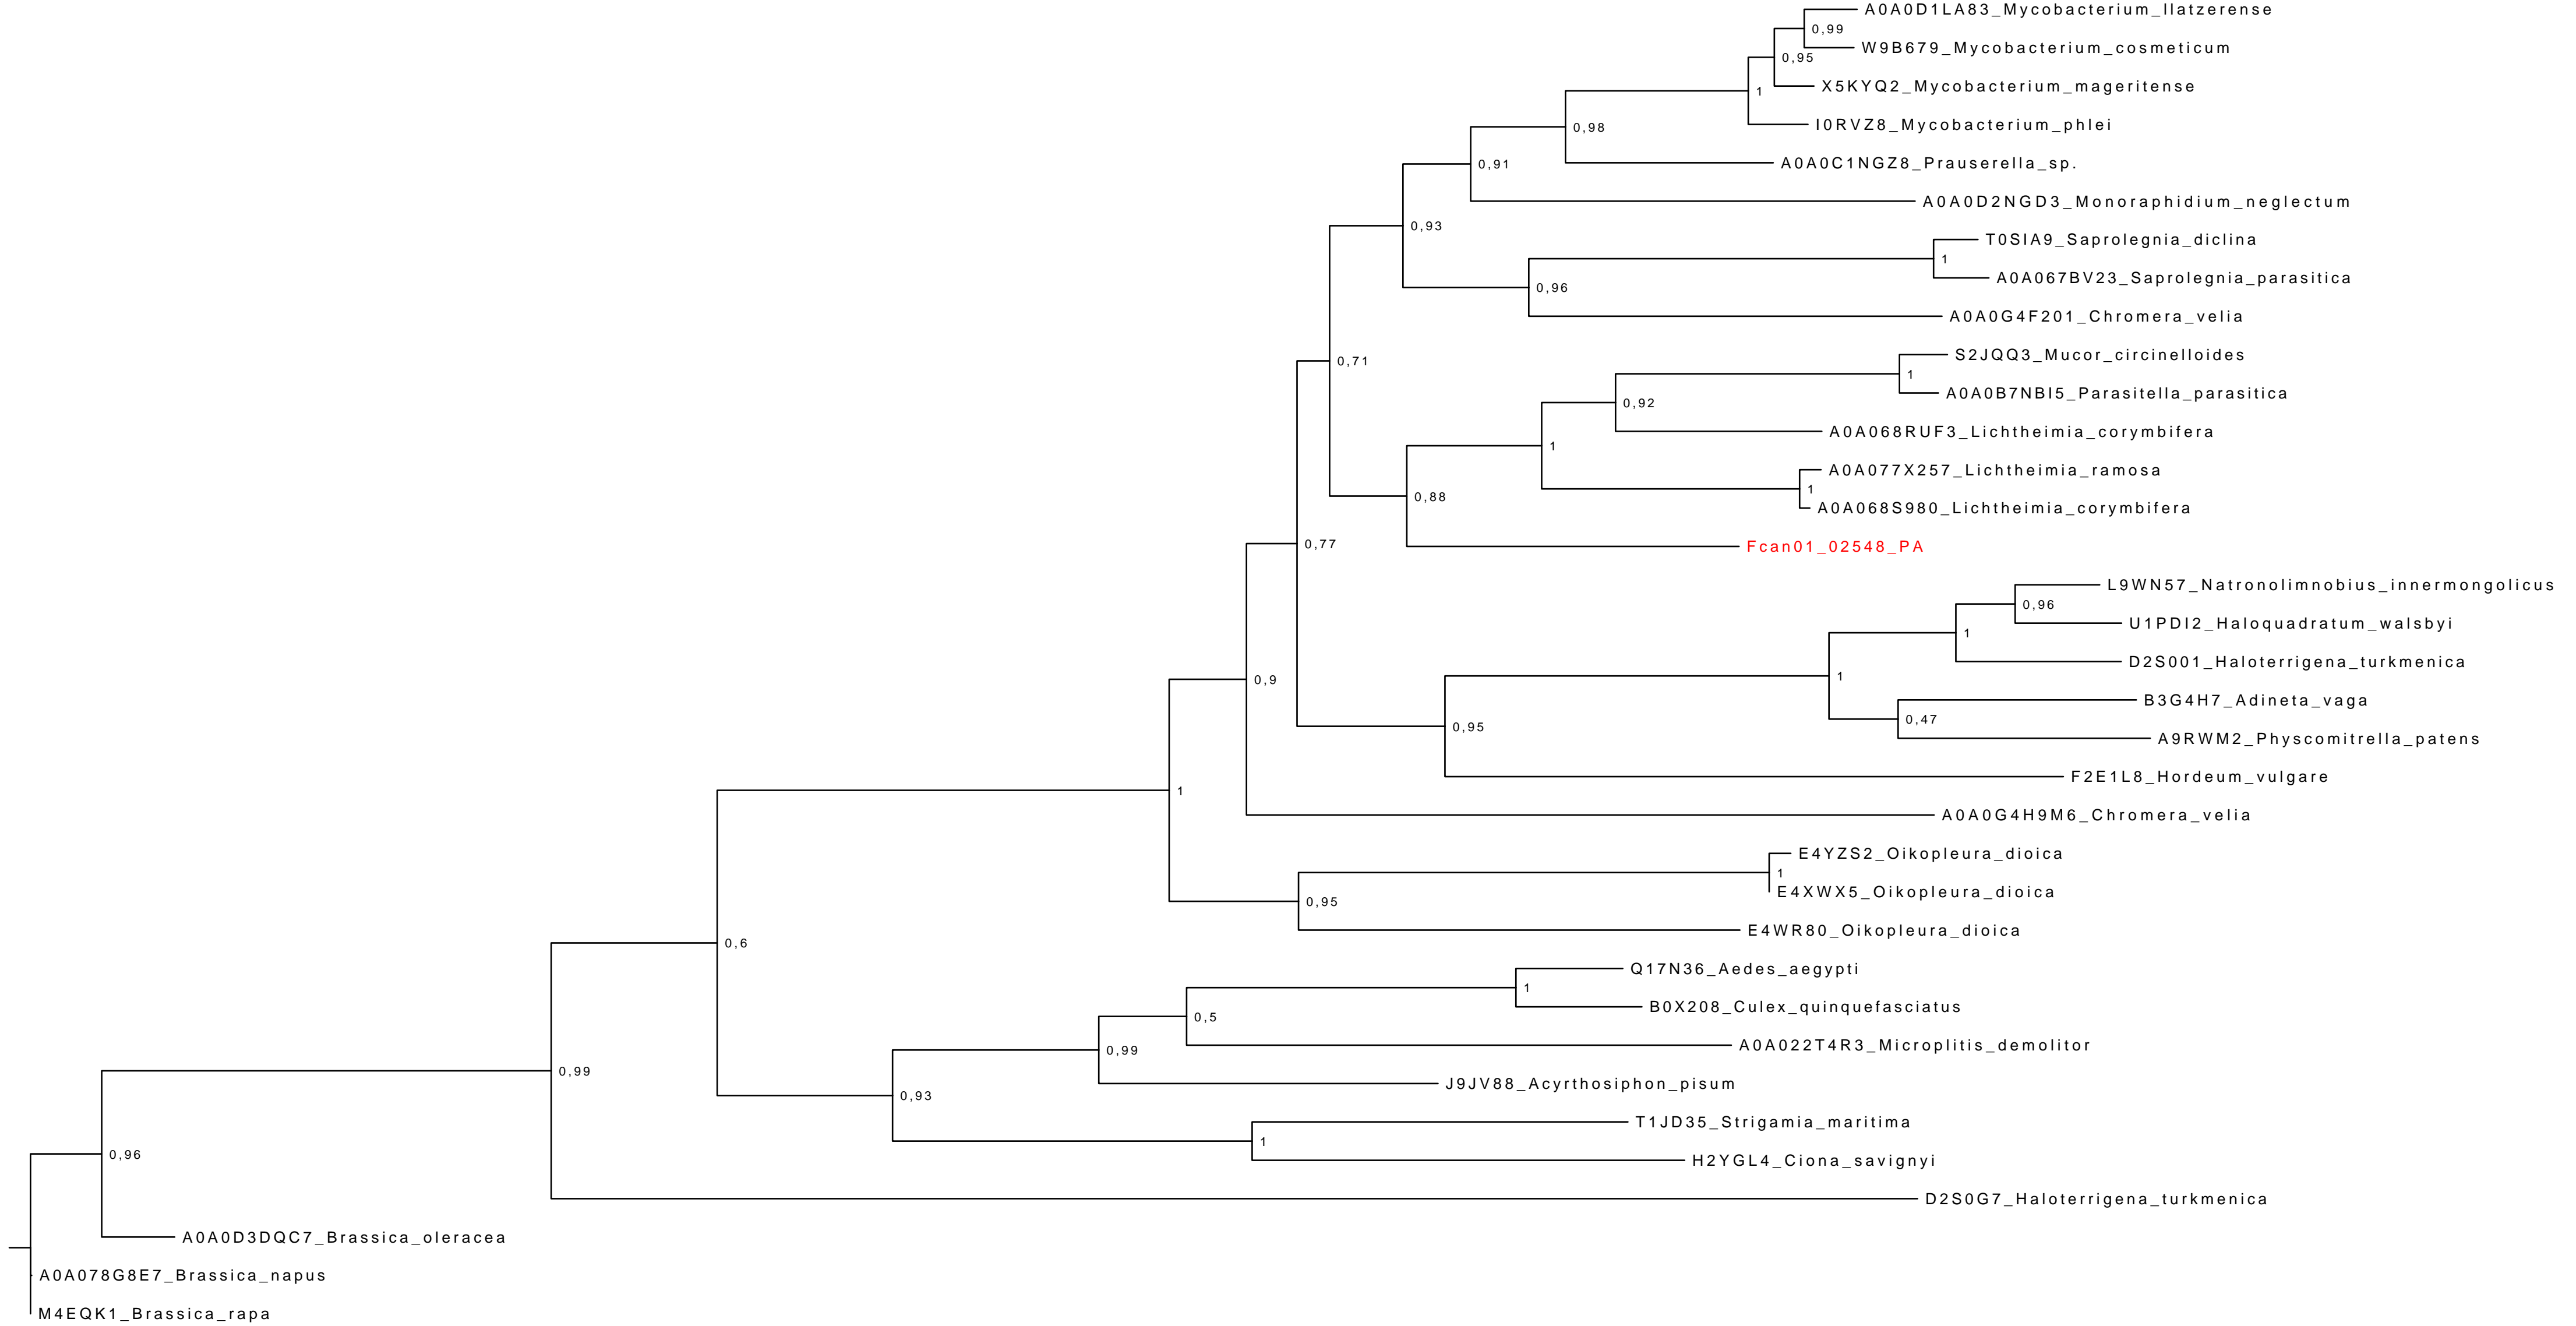 A0A0D1LA83_Mycobacterium_llatzerense
0,99
W9B679_Mycobacterium_cosmeticum
0,95
X5KYQ2_Mycobacterium_mageritense
1
I0RVZ8_Mycobacterium_phlei
0,98
A0A0C1NGZ8_Prauserella_sp.
0,91
A0A0D2NGD3_Monoraphidium_neglectum
0,93
T0SIA9_Saprolegnia_diclina
1
A0A067BV23_Saprolegnia_parasitica
0,96
A0A0G4F201_Chromera_velia
0,71
S2JQQ3_Mucor_circinelloides
1
A0A0B7NBI5_Parasitella_parasitica
0,92
A0A068RUF3_Lichtheimia_corymbifera
1
A0A077X257_Lichtheimia_ramosa
1
0,88
A0A068S980_Lichtheimia_corymbifera
0,77
Fcan01_02548_PA
L9WN57_Natronolimnobius_innermongolicus
0,96
U1PDI2_Haloquadratum_walsbyi
1
D2S001_Haloterrigena_turkmenica
1
0,9
B3G4H7_Adineta_vaga
0,47
0,95
A9RWM2_Physcomitrella_patens
F2E1L8_Hordeum_vulgare
1
A0A0G4H9M6_Chromera_velia
E4YZS2_Oikopleura_dioica
1
E4XWX5_Oikopleura_dioica
0,95
E4WR80_Oikopleura_dioica
0,6
Q17N36_Aedes_aegypti
1
B0X208_Culex_quinquefasciatus
0,5
A0A022T4R3_Microplitis_demolitor
0,99
0,99
J9JV88_Acyrthosiphon_pisum
0,93
T1JD35_Strigamia_maritima
1
0,96
H2YGL4_Ciona_savignyi
D2S0G7_Haloterrigena_turkmenica
A0A0D3DQC7_Brassica_oleracea
A0A078G8E7_Brassica_napus
M4EQK1_Brassica_rapa